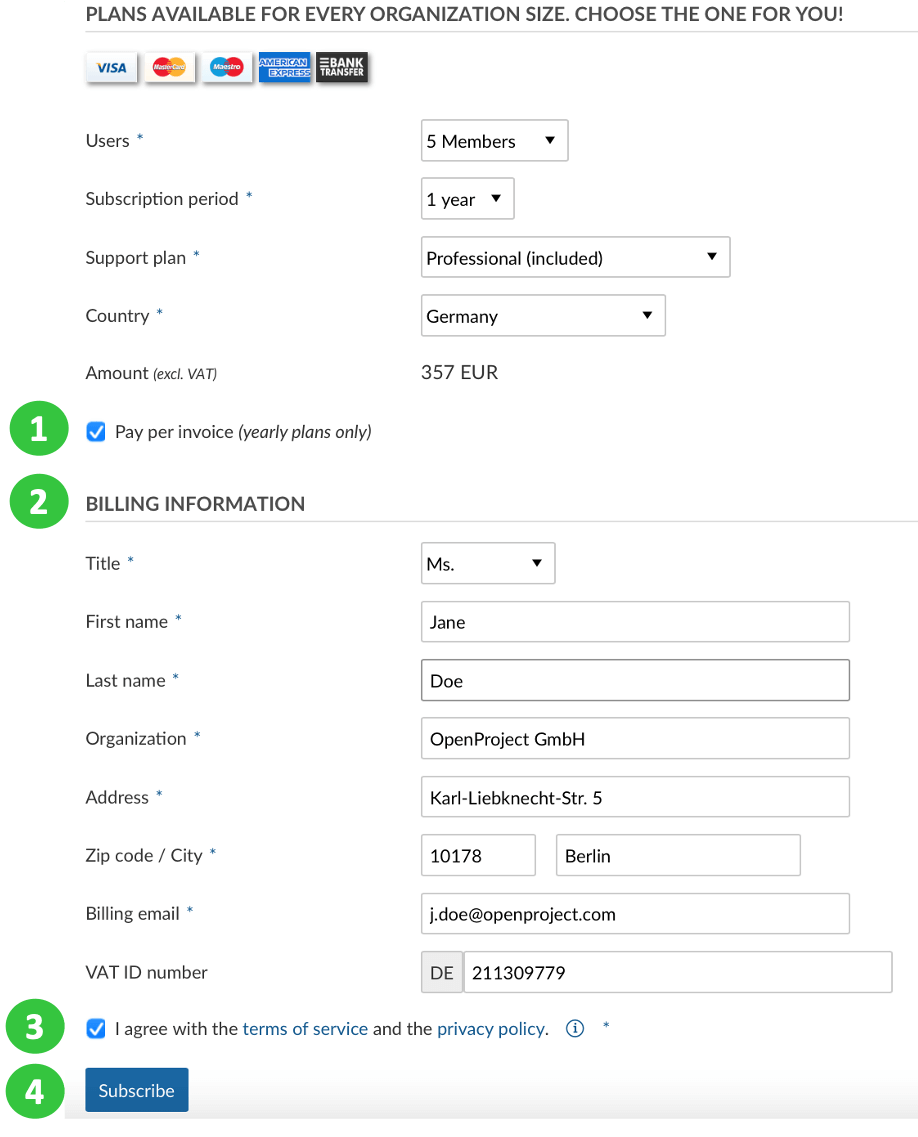 PLANS AVAILABLE FOR EVERY ORGANIZATION SIZE. CHOOSE THE ONE FOR YOU!
VISA MasterCard Maestro AMERICAN EXPRESS BANK TRANSFER
Users * 5 Members
Subscription period * 1 year
Support plan * Professional (included)
Country * Germany
Amount (excl. VAT) 357 EUR
1 Pay per invoice (yearly plans only)
2 BILLING INFORMATION
Title * Ms.
First name * Jane
Last name * Doe
Organization * OpenProject GmbH
Address * Karl-Liebknecht-Str. 5
Zip code / City * 10178 Berlin
Billing email * j.doe@openproject.com
VAT ID number DE 211309779
3 I agree with the terms of service and the privacy policy. i *
4 Subscribe